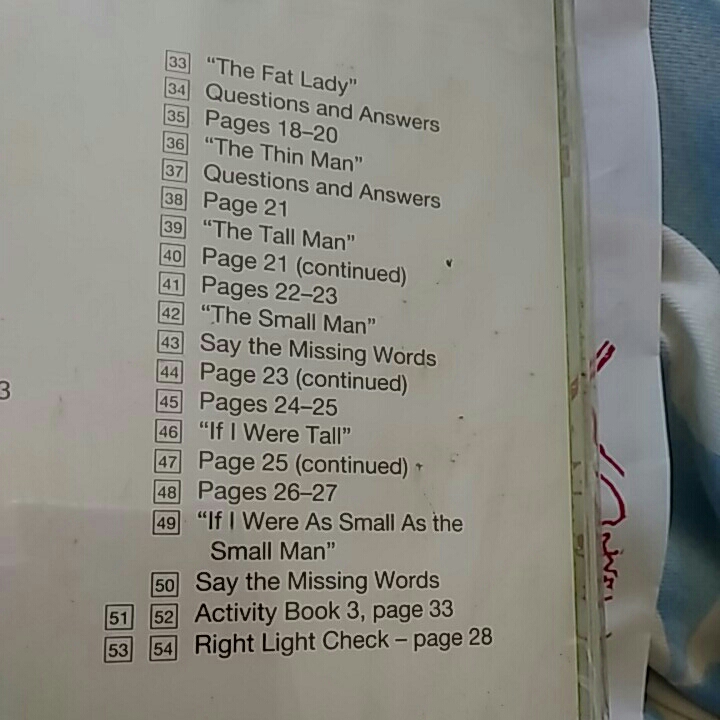 33 “The Fat Lady”
34 Questions and Answers
35 Pages 18–20
36 “The Thin Man”
37 Questions and Answers
38 Page 21
39 “The Tall Man”
40 Page 21 (continued)
41 Pages 22–23
42 “The Small Man”
43 Say the Missing Words
44 Page 23 (continued)
45 Pages 24–25
46 “If I Were Tall”
47 Page 25 (continued)
48 Pages 26–27
49 “If I Were As Small As the
Small Man”
50 Say the Missing Words
51 52 Activity Book 3, page 33
53 54 Right Light Check – page 28
3